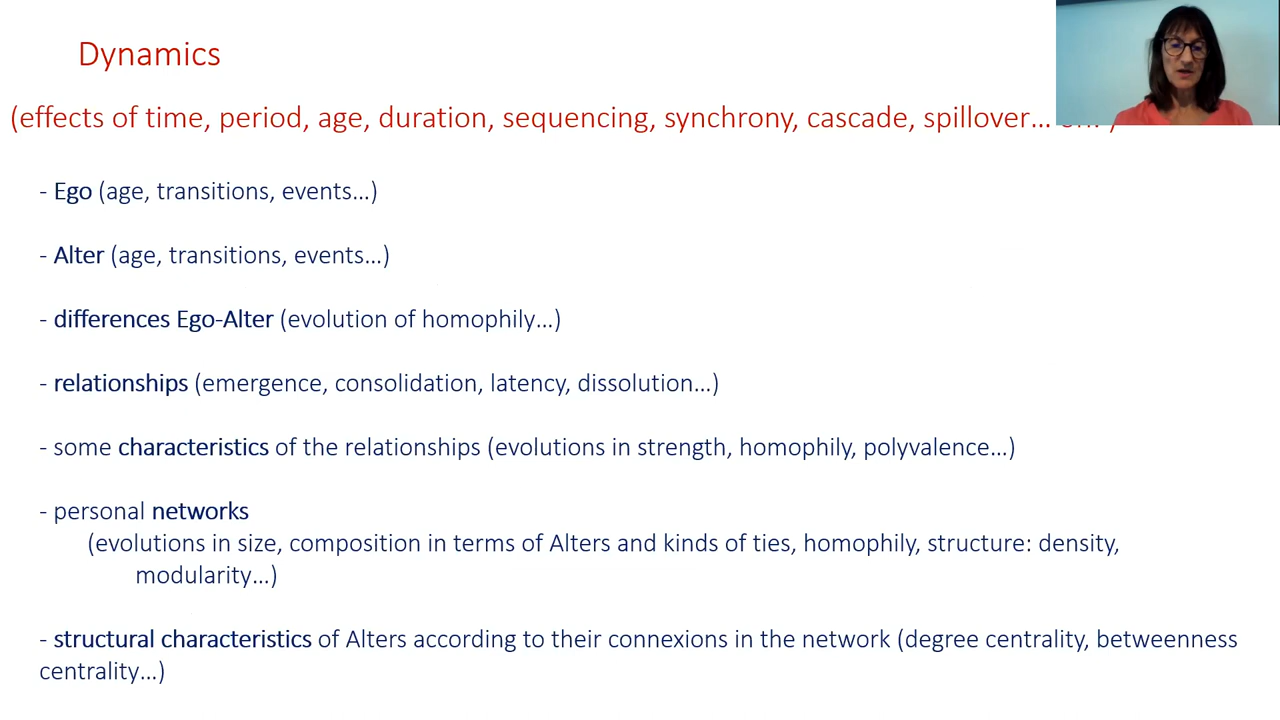 Dynamics
(effects of time, period, age, duration, sequencing, synchrony, cascade, spillover...
- Ego (age, transitions, events...)
- Alter (age, transitions, events...)
- differences Ego-Alter (evolution of homophily...)
- relationships (emergence, consolidation, latency, dissolution...)
- some characteristics of the relationships (evolutions in strength, homophily, polyvalence...)
- personal networks
(evolutions in size, composition in terms of Alters and kinds of ties, homophily, structure: density,
modularity...)
- structural characteristics of Alters according to their connexions in the network (degree centrality, betweenness
centrality...)